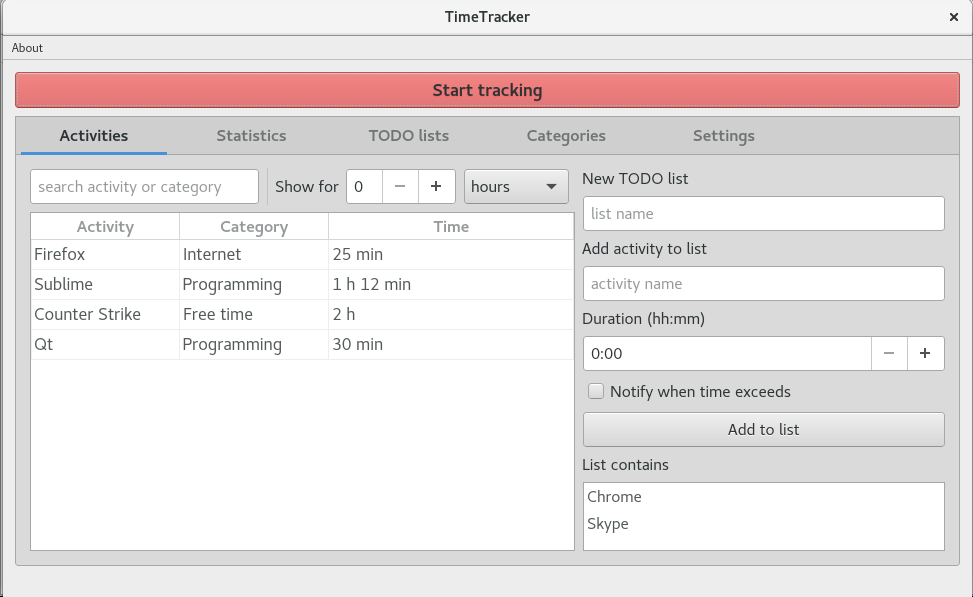 TimeTracker
About
Start tracking
Activities Statistics TODO lists Categories Settings
search activity or category Show for 0 hours
Activity Category Time
Firefox Internet 25 min
Sublime Programming 1 h 12 min
Counter Strike Free time 2 h
Qt Programming 30 min
New TODO list
list name
Add activity to list
activity name
Duration (hh:mm)
0:00
Notify when time exceeds
Add to list
List contains
Chrome
Skype